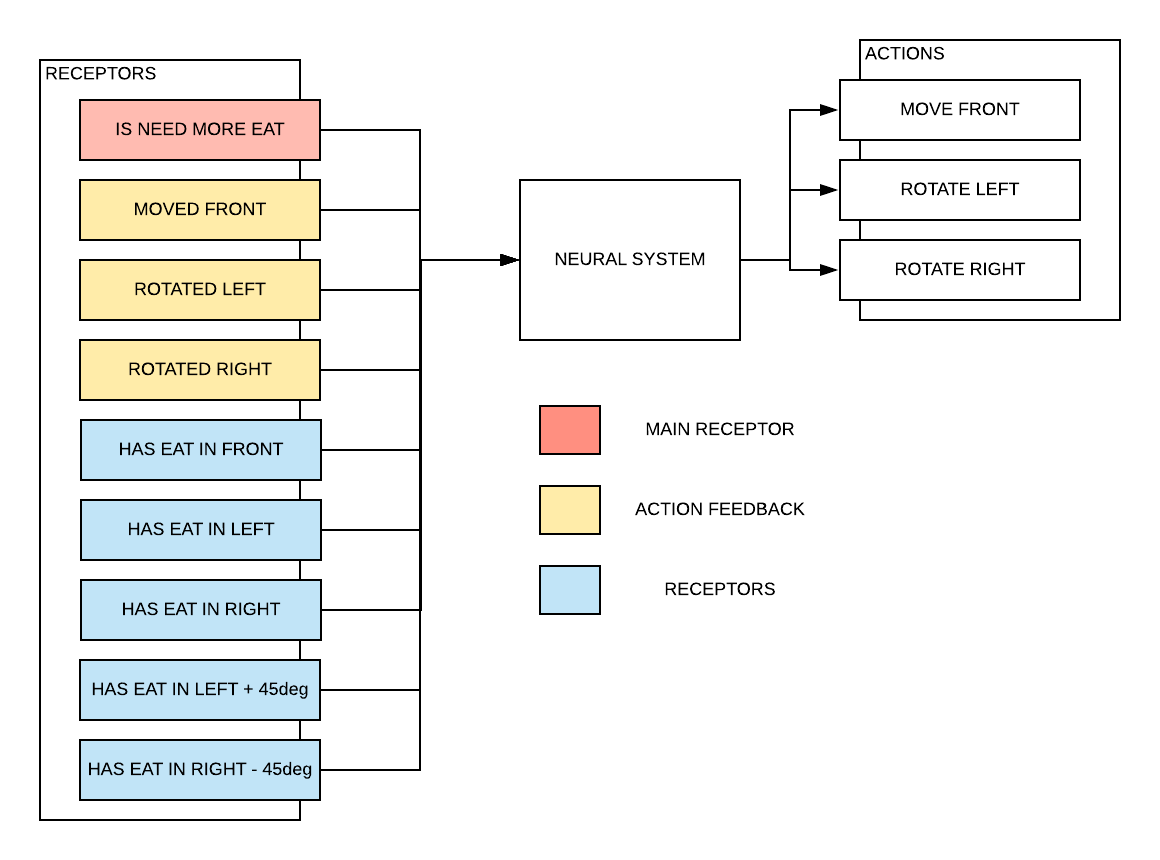 RECEPTORS
IS NEED MORE EAT
MOVED FRONT
ROTATED LEFT
ROTATED RIGHT
HAS EAT IN FRONT
HAS EAT IN LEFT
HAS EAT IN RIGHT
HAS EAT IN LEFT + 45deg
HAS EAT IN RIGHT - 45deg
NEURAL SYSTEM
ACTIONS
MOVE FRONT
ROTATE LEFT
ROTATE RIGHT
MAIN RECEPTOR
ACTION FEEDBACK
RECEPTORS